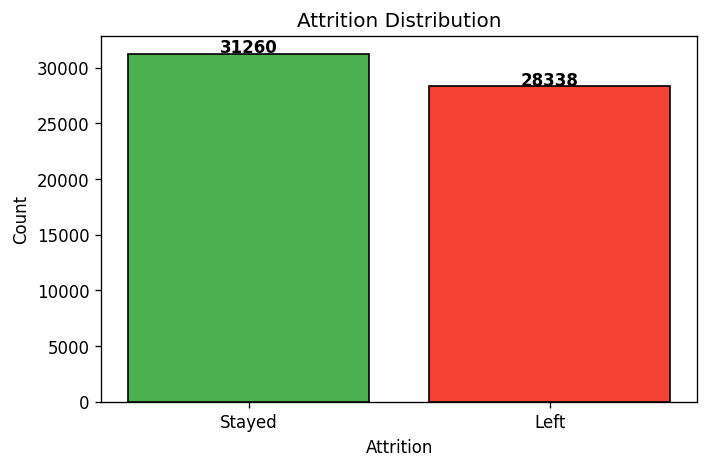 Attrition Distribution
31260
28338
30000
25000
20000
15000
10000
5000
0
Count
Stayed Left
Attrition